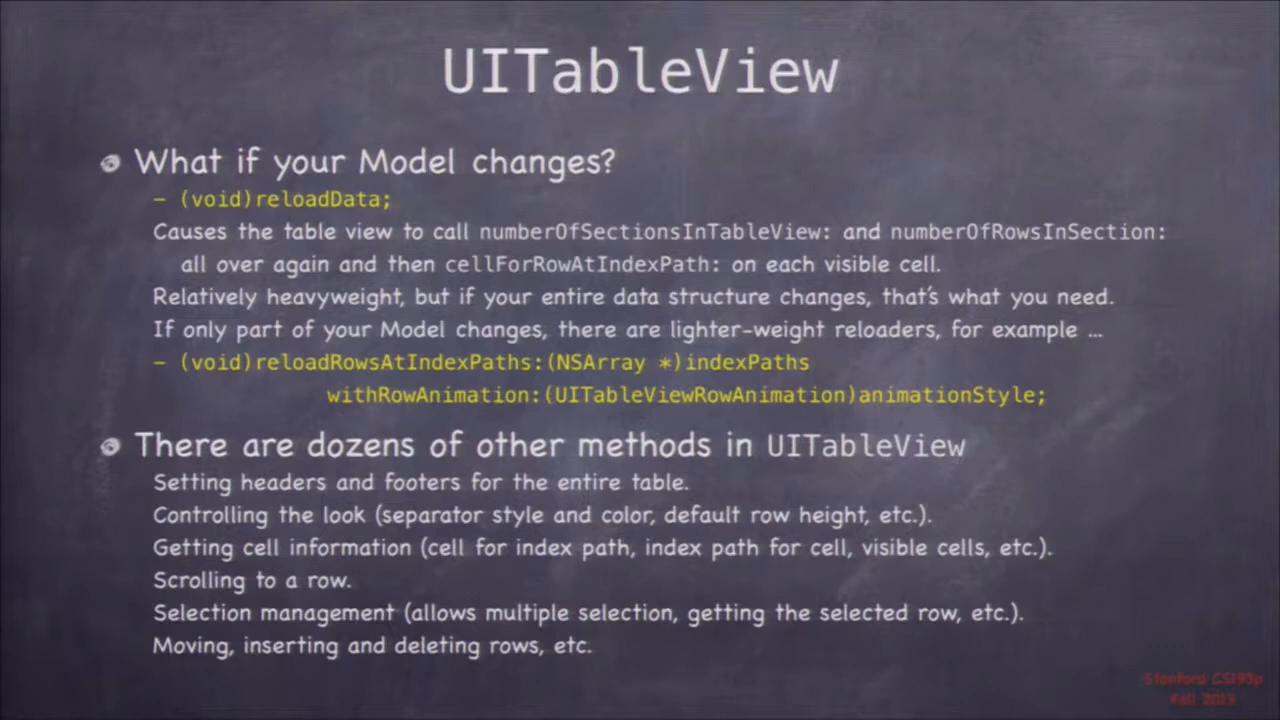 UITableView
What if your Model changes?
– (void)reloadData;
Causes the table view to call numberOfSectionsInTableView: and numberOfRowsInSection:
all over again and then cellForRowAtIndexPath: on each visible cell.
Relatively heavyweight, but if your entire data structure changes, that's what you need.
If only part of your Model changes, there are lighter-weight reloaders, for example ...
– (void)reloadRowsAtIndexPaths:(NSArray *)indexPaths
withRowAnimation:(UITableViewRowAnimation)animationStyle;
There are dozens of other methods in UITableView
Setting headers and footers for the entire table.
Controlling the look (separator style and color, default row height, etc.).
Getting cell information (cell for index path, index path for cell, visible cells, etc.).
Scrolling to a row.
Selection management (allows multiple selection, getting the selected row, etc.).
Moving, inserting and deleting rows, etc.
Stanford CS193p
Fall 2013